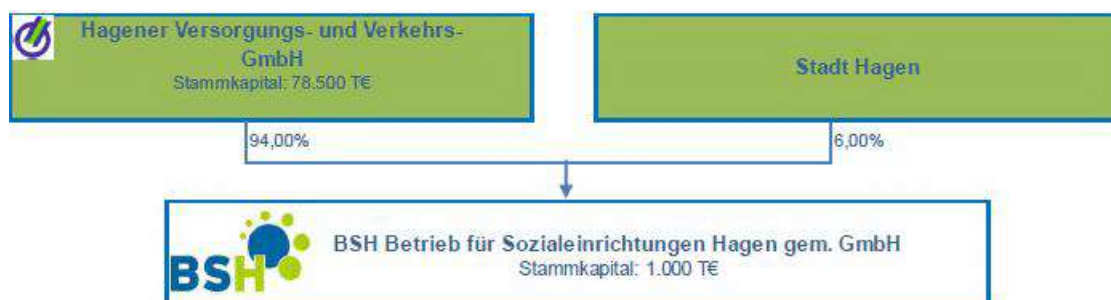 Hagener Versorgungs- und Verkehrs-
GmbH
Stammkapital: 78.500 T€
Stadt Hagen
94,00%
6,00%
BSH
BSH Betrieb für Sozialeinrichtungen Hagen gem. GmbH
Stammkapital: 1.000 T€